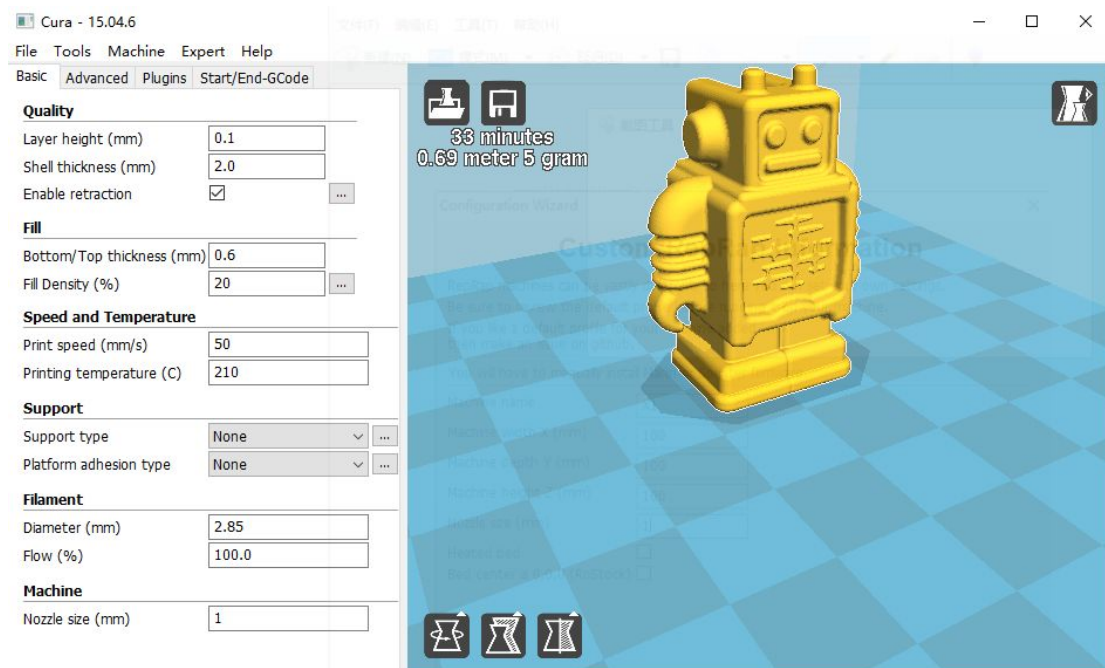 Cura - 15.04.6
File Tools Machine Expert Help
Basic Advanced Plugins Start/End-GCode
Quality
Layer height (mm) 0.1
Shell thickness (mm) 2.0
Enable retraction ...
Fill
Bottom/Top thickness (mm) 0.6
Fill Density (%) 20 ...
Speed and Temperature
Print speed (mm/s) 50
Printing temperature (C) 210
Support
Support type None ...
Platform adhesion type None ...
Filament
Diameter (mm) 2.85
Flow (%) 100.0
Machine
Nozzle size (mm) 1
33 minutes
0.69 meter 5 gram
Configuration Wizard
Machine name
Machine width X (mm) 100
Machine depth Y (mm) 100
Machine height Z (mm) 100
Nozzle size (mm) 1
Heated bed